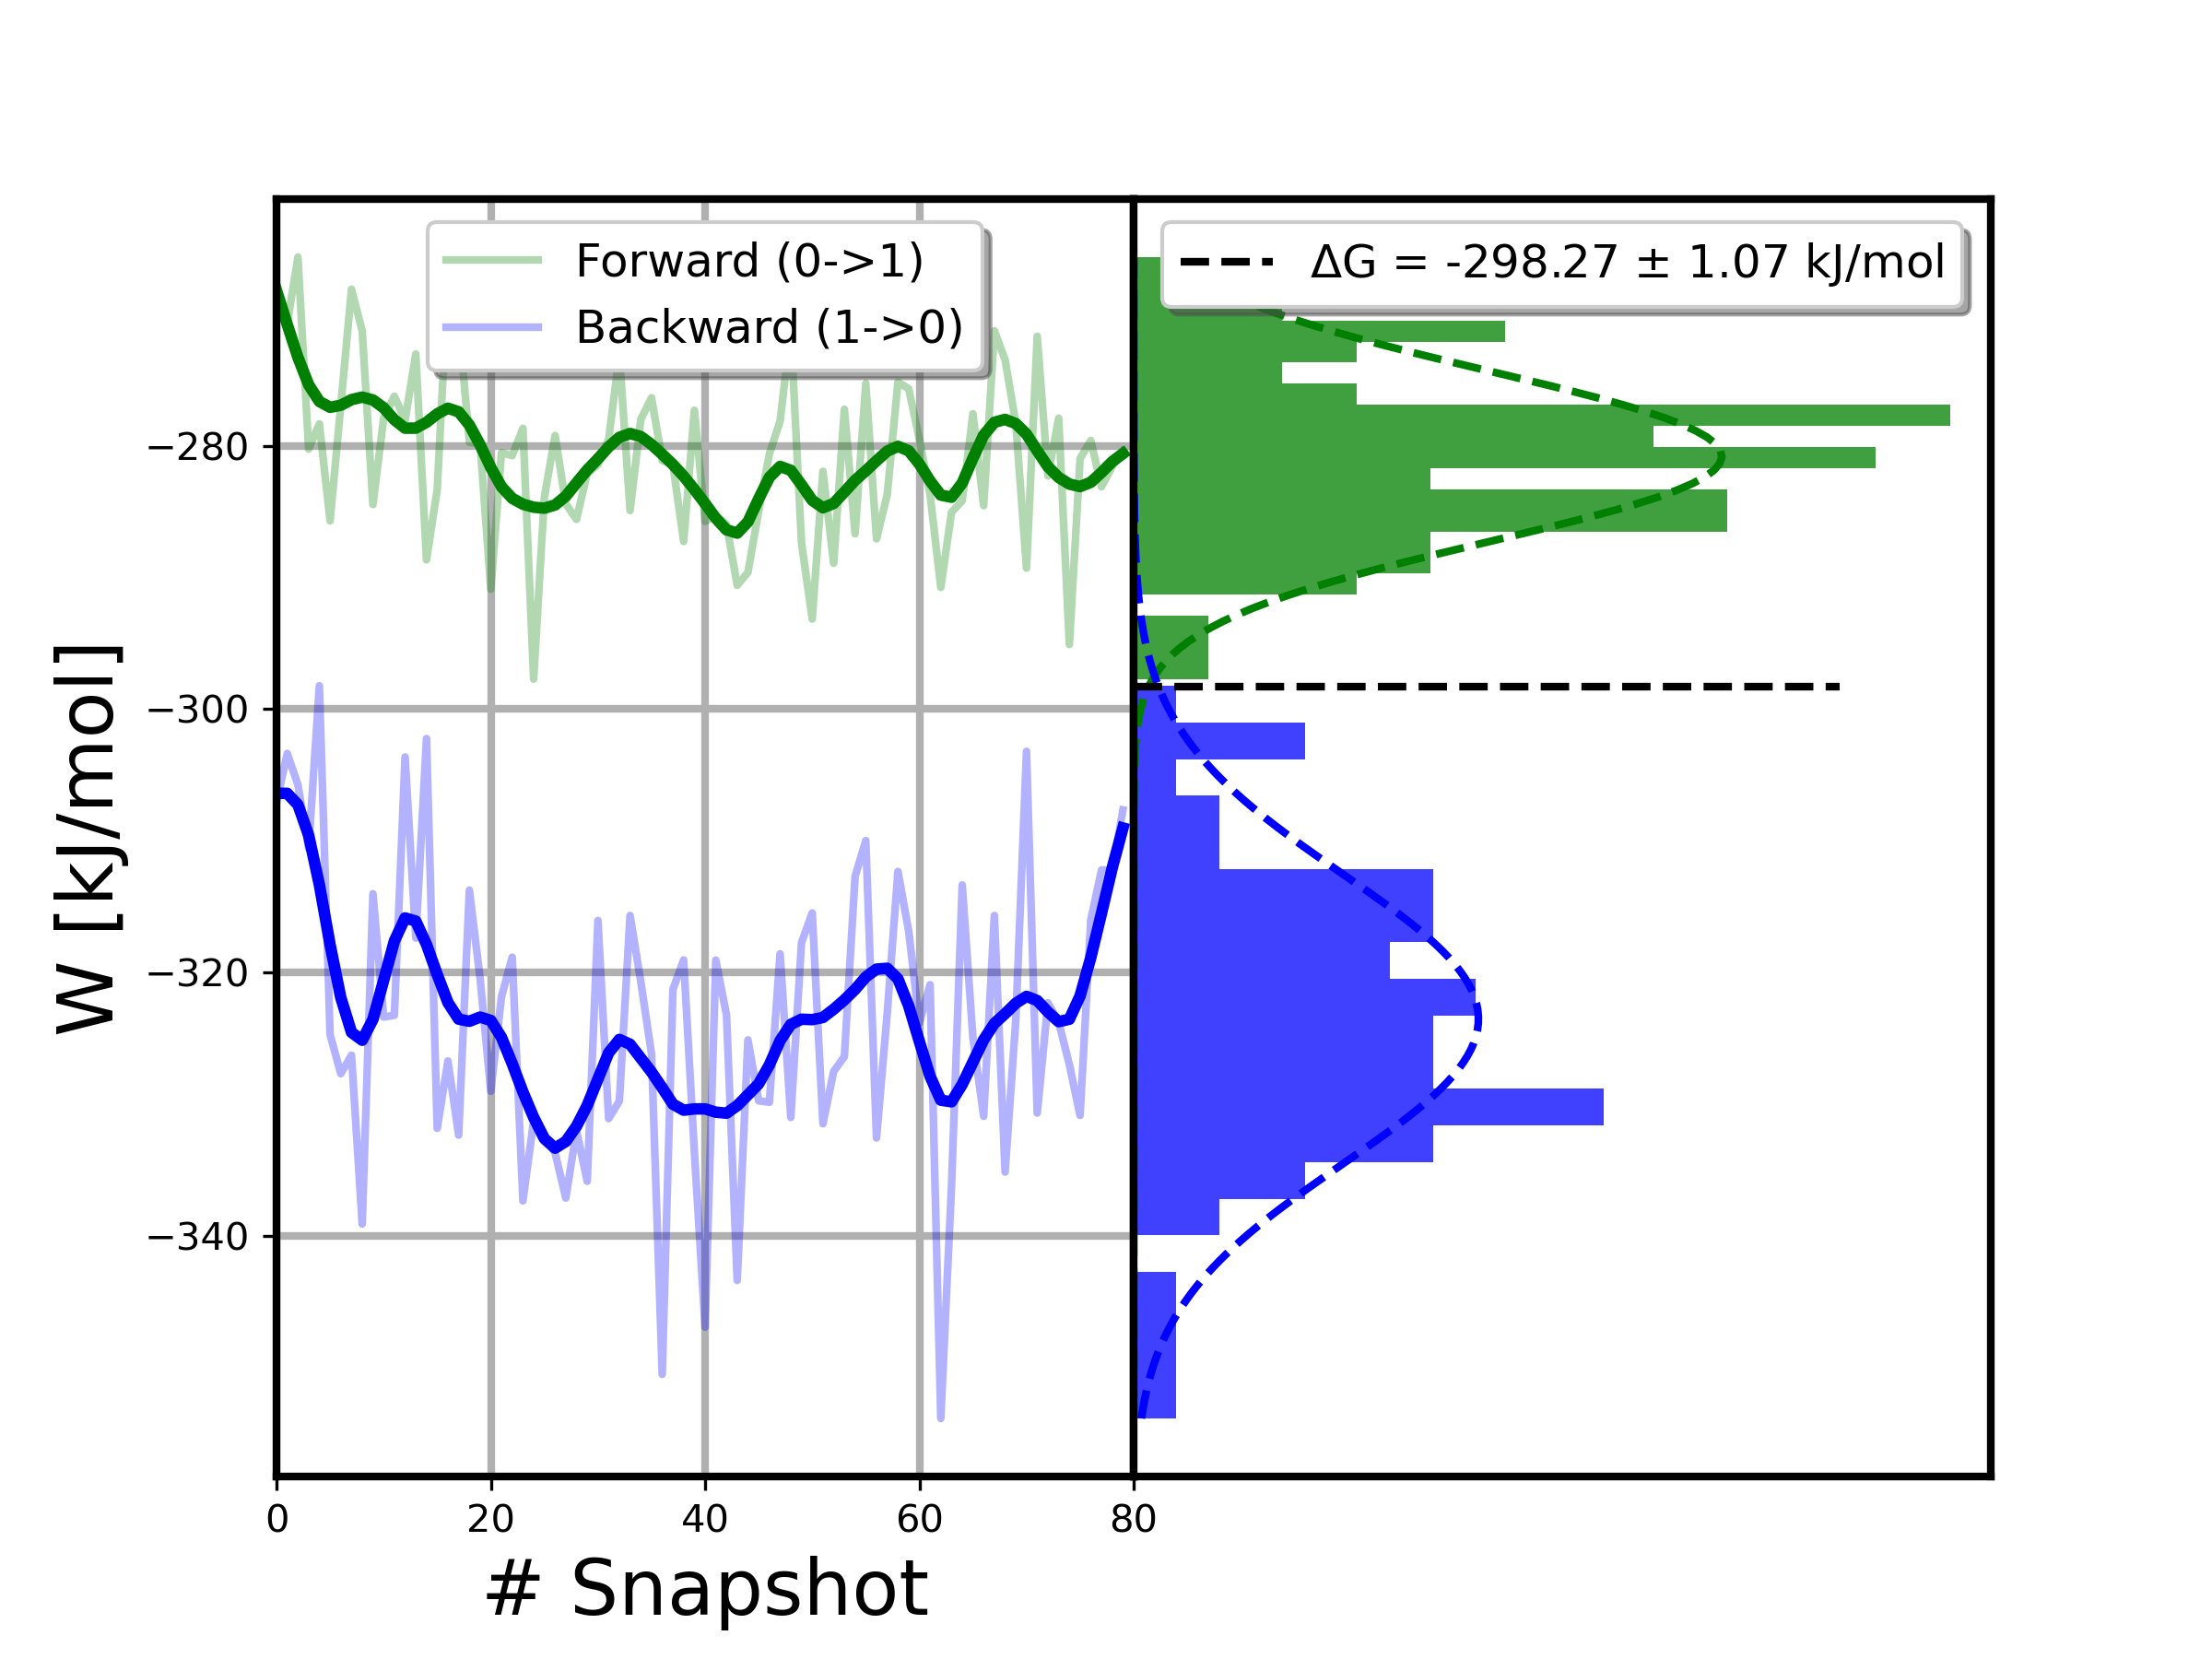 Forward (0->1)
Backward (1->0)
ΔG = -298.27 ± 1.07 kJ/mol
W [kJ/mol]
−280
−300
−320
−340
0 20 40 60 80
# Snapshot